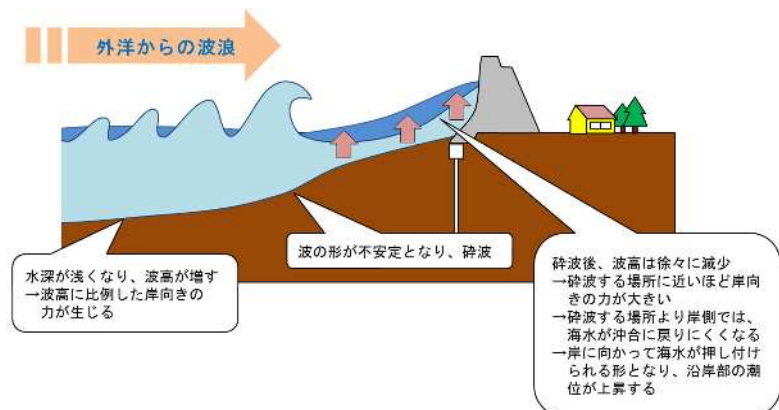 外洋からの波浪
水深が浅くなり、波高が増す
→波高に比例した岸向きの
力が生じる
波の形が不安定となり、砕波
砕波後、波高は徐々に減少
→砕波する場所に近いほど岸向
きの力が大きい
→砕波する場所より岸側では、
海水が沖合に戻りにくくなる
→岸に向かって海水が押し付け
られる形となり、沿岸部の潮
位が上昇する